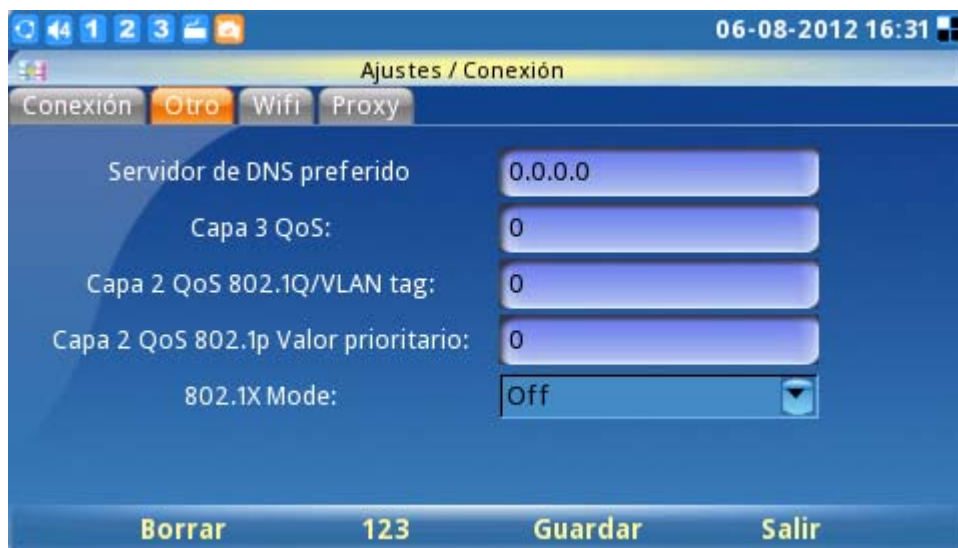 4 1 2 3 06-08-2012 16:31
Ajustes / Conexión
Conexión Otro Wifi Proxy
Servidor de DNS preferido 0.0.0.0
Capa 3 QoS: 0
Capa 2 QoS 802.1Q/VLAN tag: 0
Capa 2 QoS 802.1p Valor prioritario: 0
802.1X Mode: Off
Borrar 123 Guardar Salir